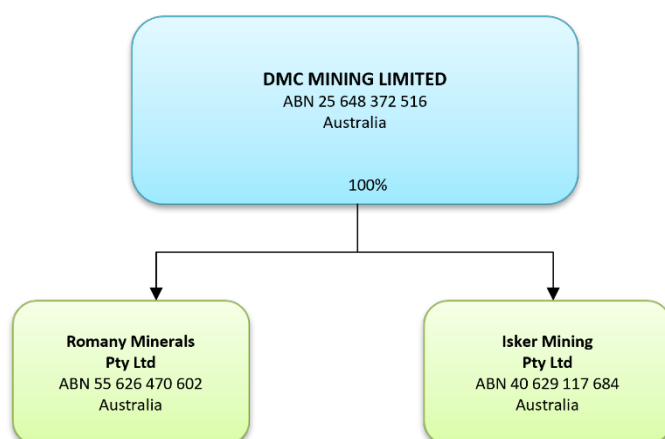 DMC MINING LIMITED
ABN 25 648 372 516
Australia
100%
Romany Minerals
Pty Ltd
ABN 55 626 470 602
Australia
Isker Mining
Pty Ltd
ABN 40 629 117 684
Australia